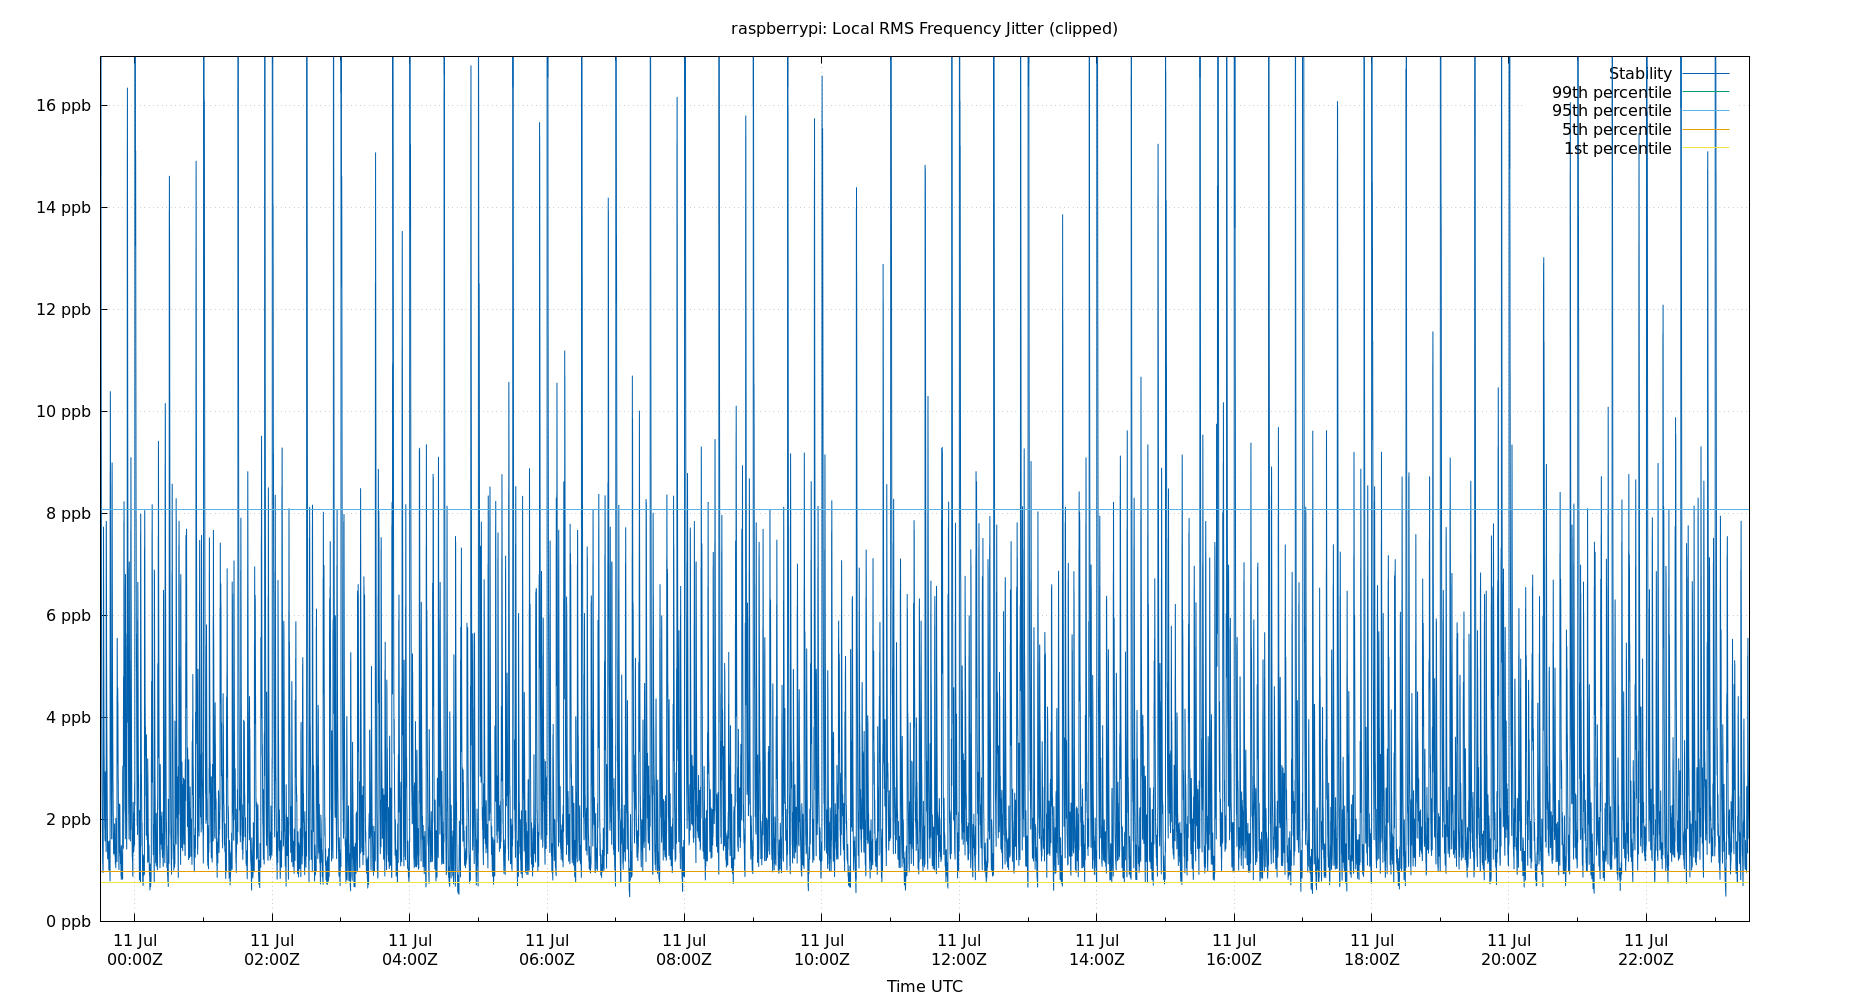 raspberrypi: Local RMS Frequency Jitter (clipped)
Stability
99th percentile
95th percentile
5th percentile
1st percentile
16 ppb
14 ppb
12 ppb
10 ppb
8 ppb
6 ppb
4 ppb
2 ppb
0 ppb
11 Jul 11 Jul 11 Jul 11 Jul 11 Jul 11 Jul 11 Jul 11 Jul 11 Jul 11 Jul 11 Jul 11 Jul
00:00Z 02:00Z 04:00Z 06:00Z 08:00Z 10:00Z 12:00Z 14:00Z 16:00Z 18:00Z 20:00Z 22:00Z
Time UTC